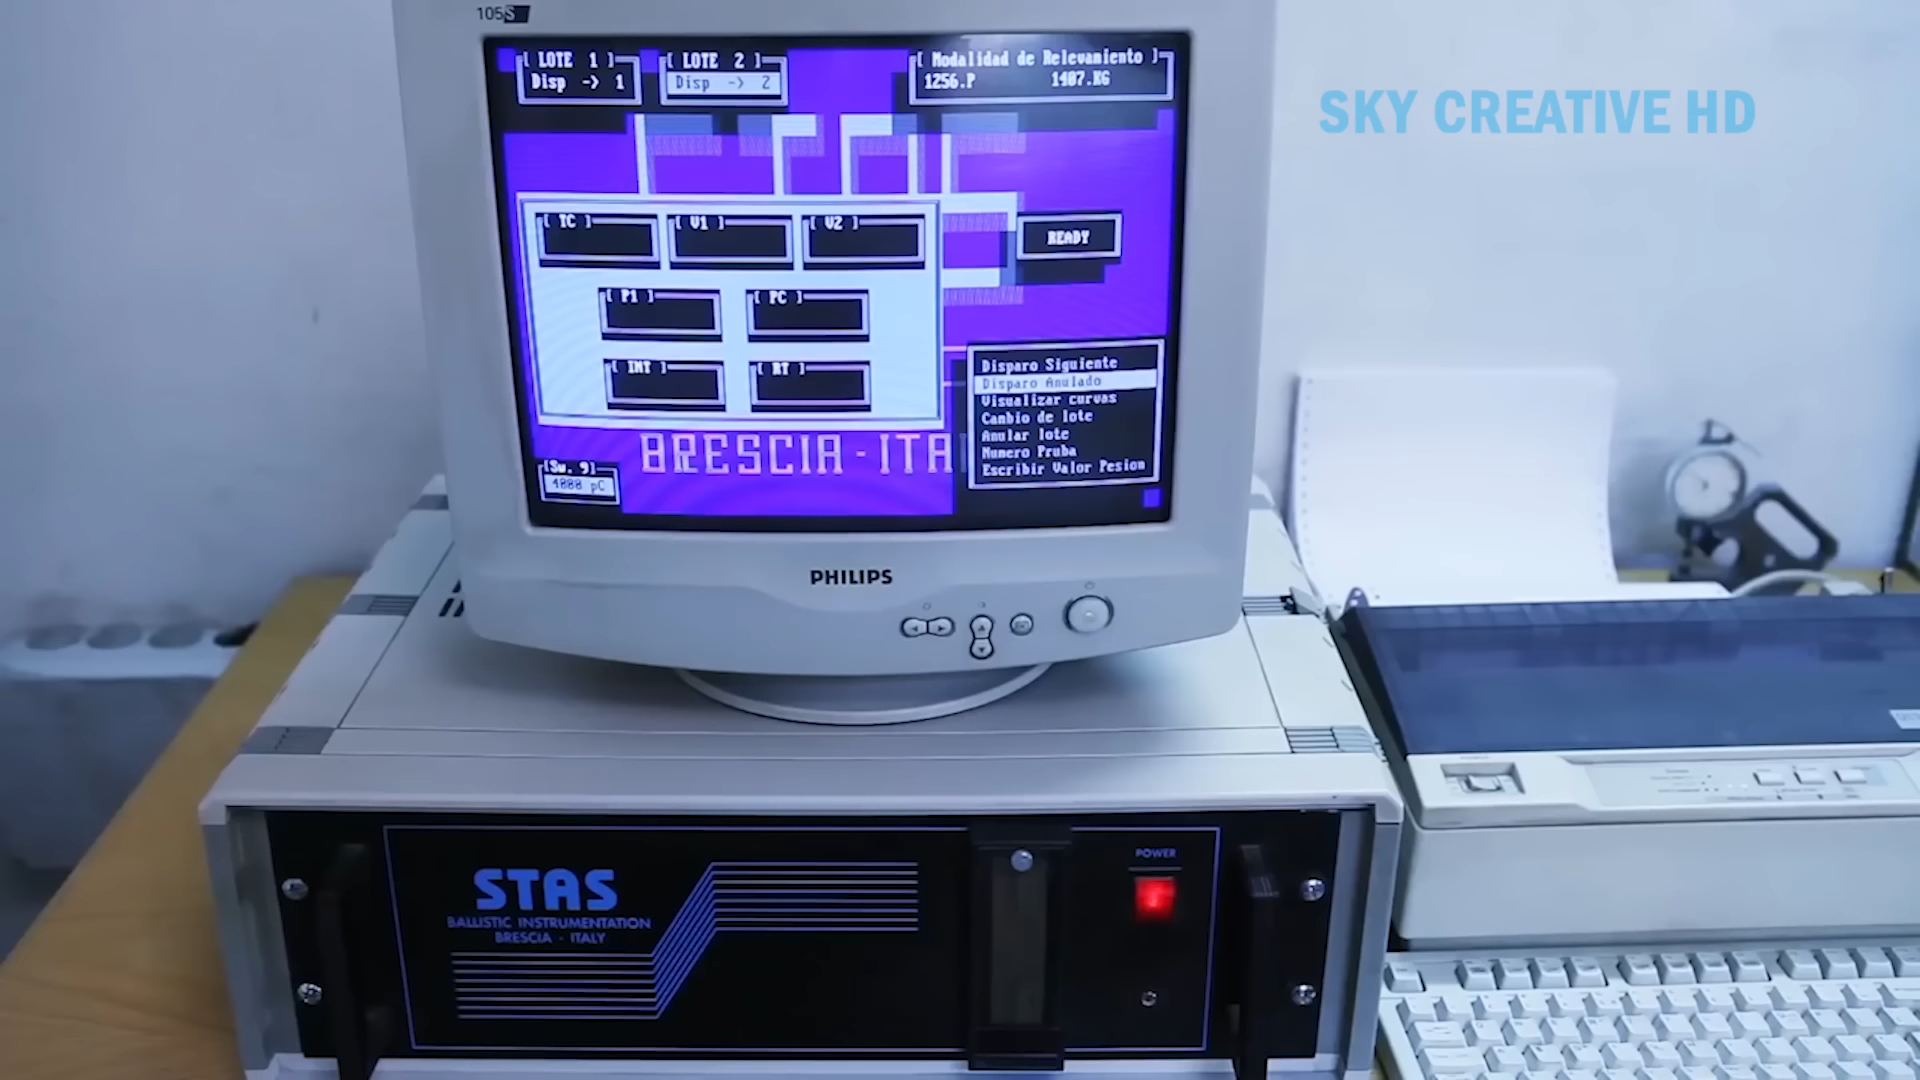 105S
[ LOTE 1 ]
Disp -> 1
[ LOTE 2 ]
Disp -> 2
[ Modalidad de Relevamiento ]
1256.P 1407.KG
SKY CREATIVE HD
[ TC ]
[ V1 ]
[ V2 ]
READY
[ P1 ]
[ PC ]
[ INT ]
[ RT ]
Disparo Siguiente
Disparo Anulado
Visualizar curvas
Cambio de lote
Anular lote
Numero Pruba
Escribir Valor Pesion
BRESCIA-ITA
[Sw. 9]
4000 pC
PHILIPS
STAS
BALLISTIC INSTRUMENTATION
BRESCIA - ITALY
POWER